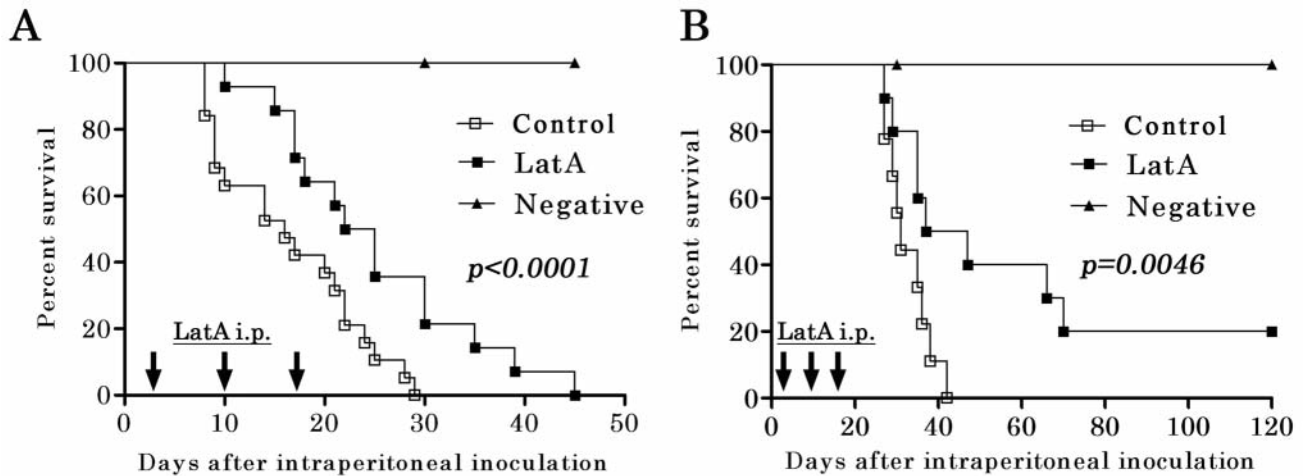 A
100
80
60
40
20
0
Percent survival
Control
LatA
Negative
p<0.0001
LatA i.p.
0 10 20 30 40 50
Days after intraperitoneal inoculation
B
100
80
60
40
20
0
Percent survival
Control
LatA
Negative
p=0.0046
LatA i.p.
0 20 40 60 80 100 120
Days after intraperitoneal inoculation